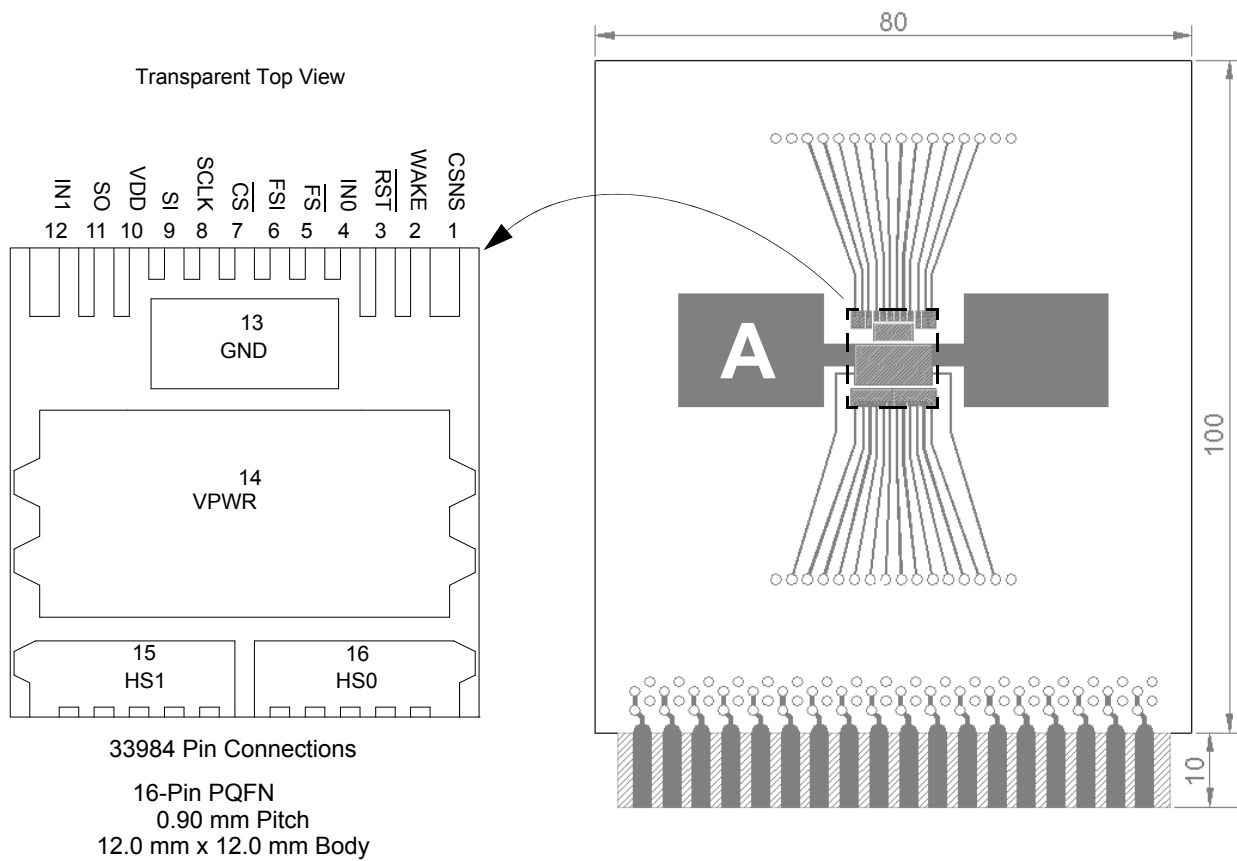 Transparent Top View
IN1
SO
VDD
SI
SCLK
CS
FSI
FS
IN0
RST
WAKE
CSNS
12 11 10 9 8 7 6 5 4 3 2 1
13
GND
14
VPWR
15
HS1
16
HS0
33984 Pin Connections
16-Pin PQFN
0.90 mm Pitch
12.0 mm x 12.0 mm Body
80
A
100
10